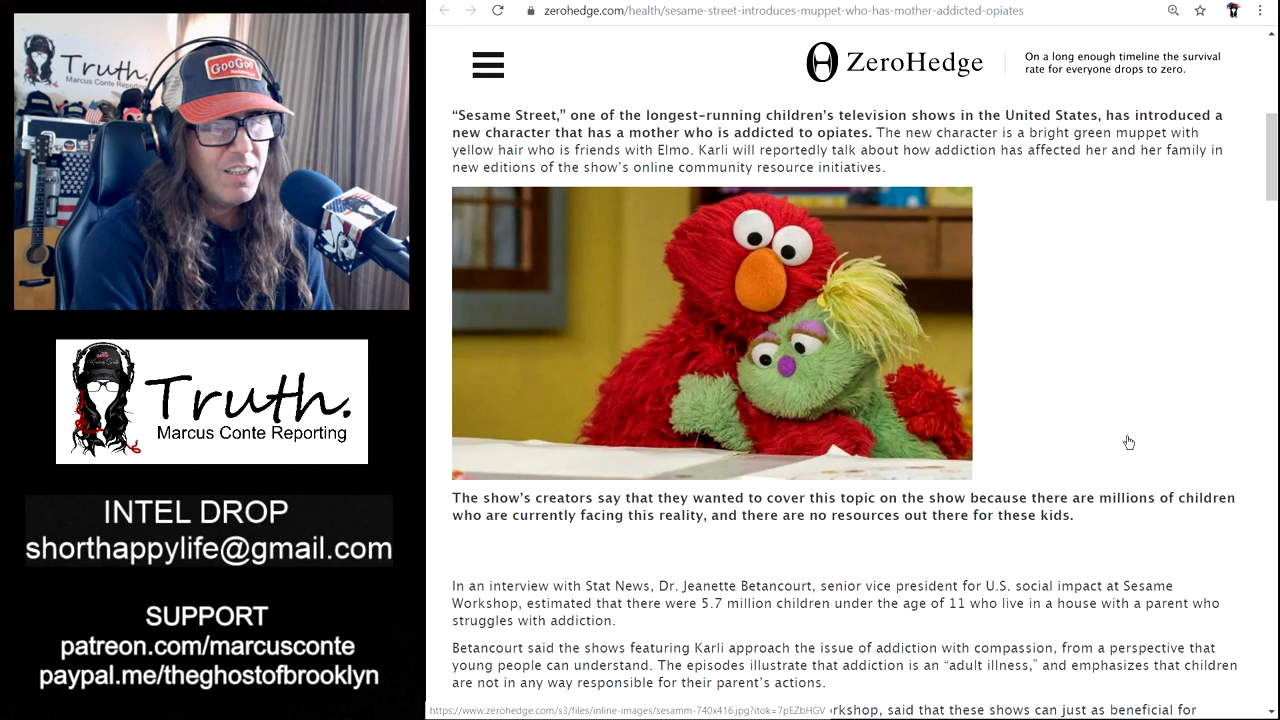 Truth.
Marcus Conte Reporting
GooGoo
Truth.
Marcus Conte Reporting
INTEL DROP
shorthappylife@gmail.com
SUPPORT
patreon.com/marcusconte
paypal.me/theghostofbrooklyn
zerohedge.com/health/sesame-street-introduces-muppet-who-has-mother-addicted-opiates
ZeroHedge
On a long enough timeline the survival
rate for everyone drops to zero.
“Sesame Street,” one of the longest-running children’s television shows in the United States, has introduced a
new character that has a mother who is addicted to opiates. The new character is a bright green muppet with
yellow hair who is friends with Elmo. Karli will reportedly talk about how addiction has affected her and her family in
new editions of the show’s online community resource initiatives.
The show’s creators say that they wanted to cover this topic on the show because there are millions of children
who are currently facing this reality, and there are no resources out there for these kids.
In an interview with Stat News, Dr. Jeanette Betancourt, senior vice president for U.S. social impact at Sesame
Workshop, estimated that there were 5.7 million children under the age of 11 who live in a house with a parent who
struggles with addiction.
Betancourt said the shows featuring Karli approach the issue of addiction with compassion, from a perspective that
young people can understand. The episodes illustrate that addiction is an “adult illness,” and emphasizes that children
are not in any way responsible for their parent’s actions.
https://www.zerohedge.com/s3/files/inline-images/sesamm-740x416.jpg?itok=7pEZbHGV
rkshop, said that these shows can just as beneficial for